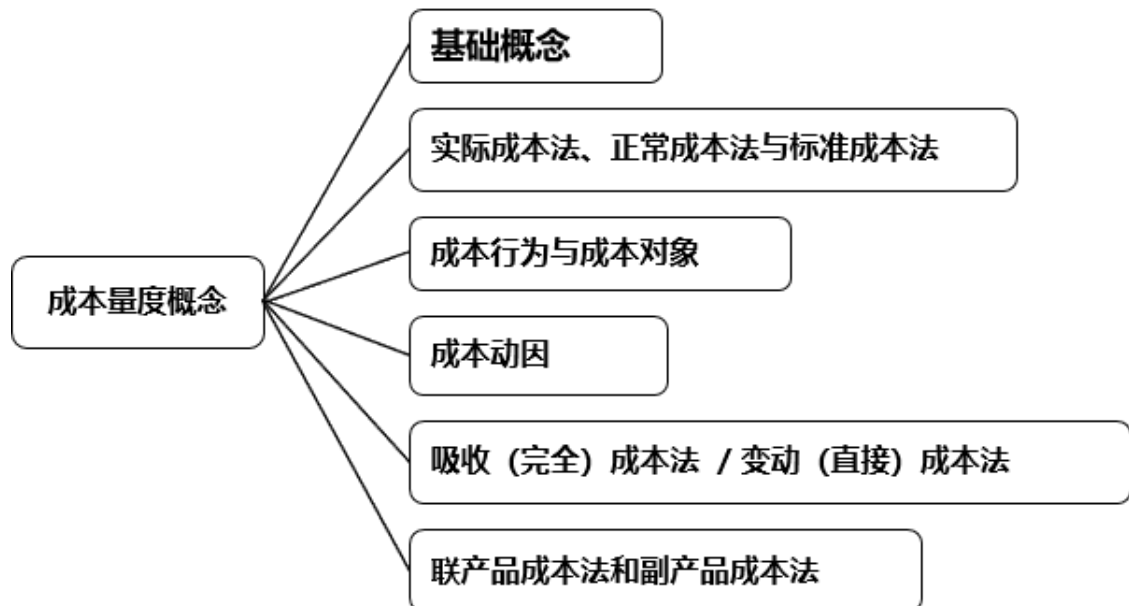 基础概念
实际成本法、正常成本法与标准成本法
成本行为与成本对象
成本量度概念
成本动因
吸收（完全）成本法 / 变动（直接）成本法
联产品成本法和副产品成本法